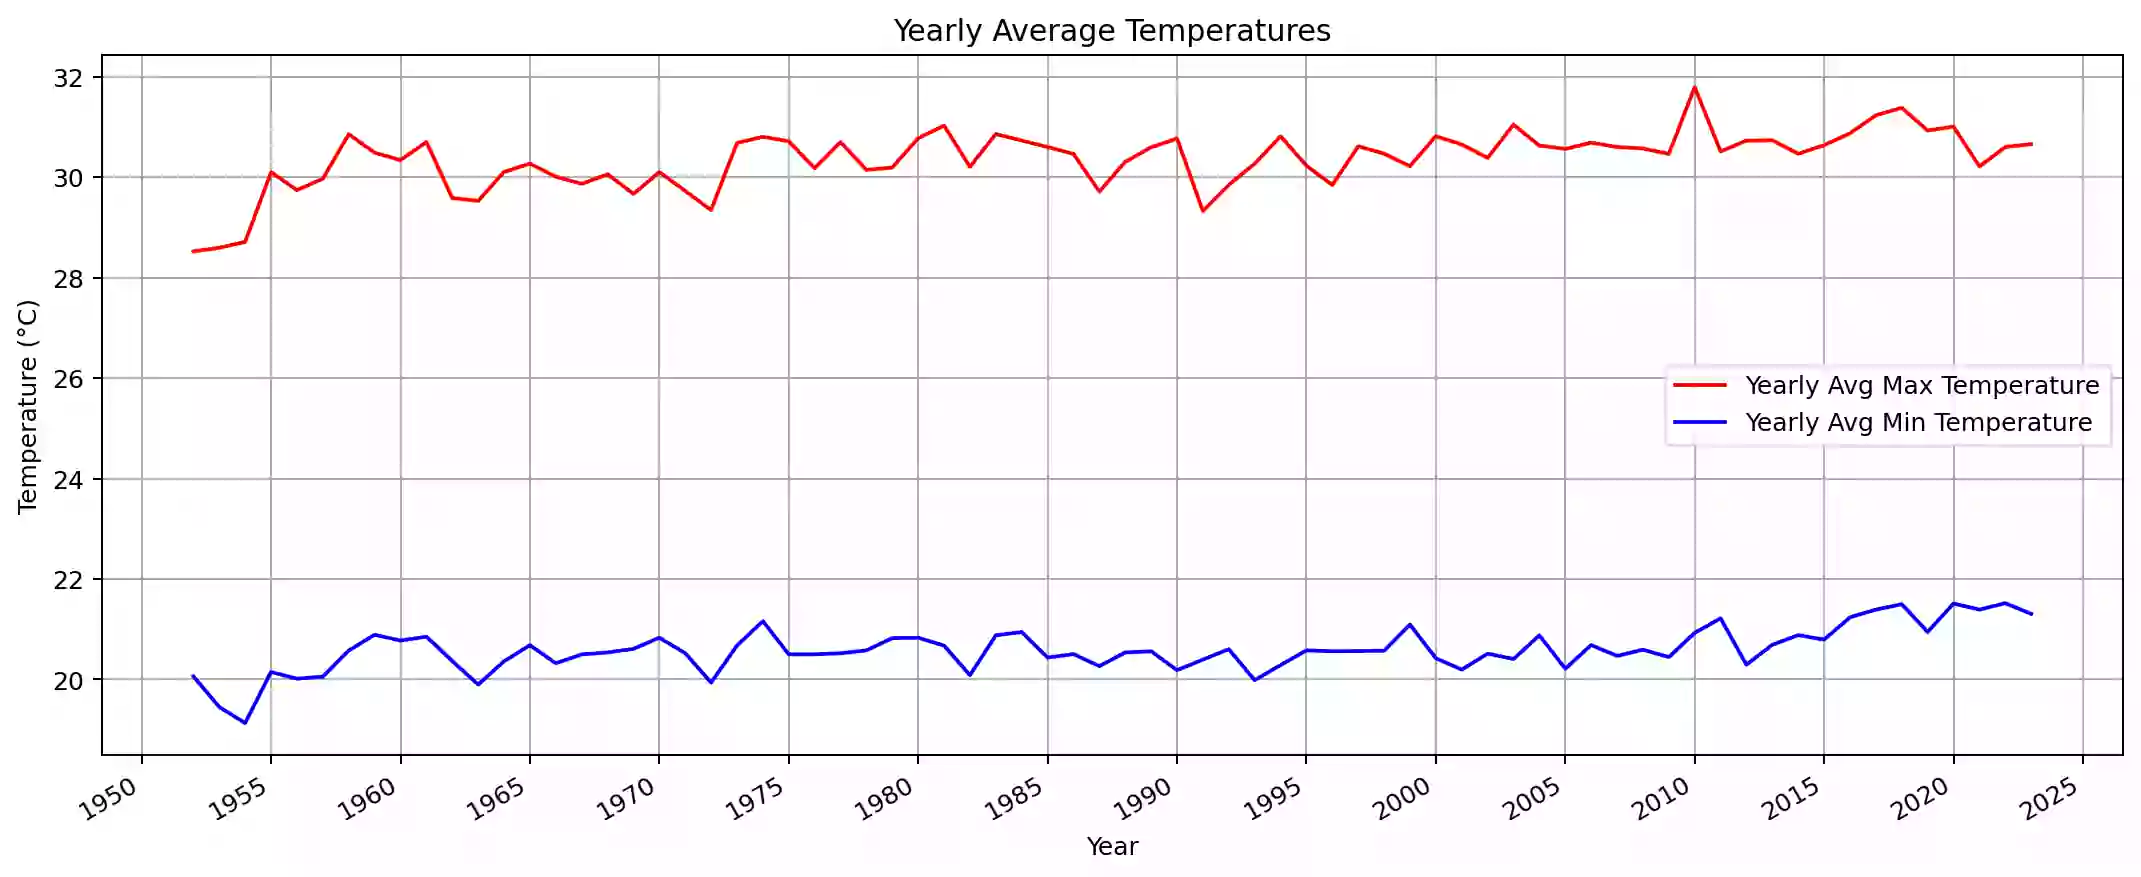 Yearly Average Temperatures
32
30
28
26
24
22
20
Temperature (°C)
Yearly Avg Max Temperature
Yearly Avg Min Temperature
1950 1955 1960 1965 1970 1975 1980 1985 1990 1995 2000 2005 2010 2015 2020 2025
Year